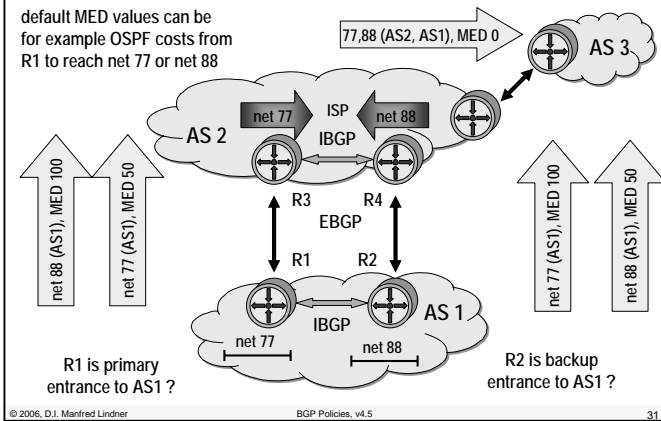 default MED values can be
for example OSPF costs from
R1 to reach net 77 or net 88
77,88 (AS2, AS1), MED 0
AS 3
ISP
net 77
net 88
AS 2
IBGP
net 88 (AS1), MED 100
net 77 (AS1), MED 50
net 77 (AS1), MED 100
net 88 (AS1), MED 50
R3
R4
EBGP
R1
R2
AS 1
IBGP
net 77
net 88
R1 is primary
entrance to AS1 ?
R2 is backup
entrance to AS1 ?
© 2006, D.I. Manfred Lindner
BGP Policies, v4.5
31